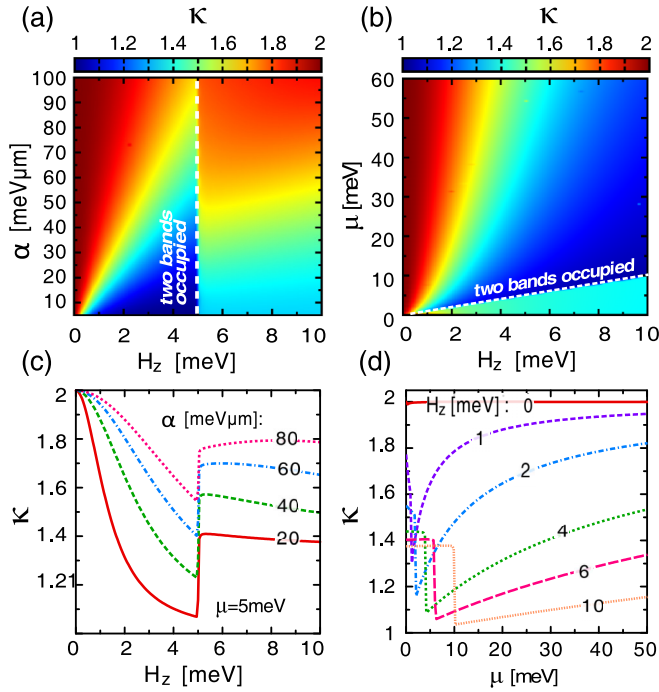 (a) κ
1 1.2 1.4 1.6 1.8 2
α [meVµm]
100
90
80
70
60
50
40
30
20
10
two bands
occupied
0 2 4 6 8 10
Hz [meV]
(b) κ
1 1.2 1.4 1.6 1.8 2
µ [meV]
60
50
40
30
20
10
0
two bands occupied
0 2 4 6 8 10
Hz [meV]
(c)
κ
2
1.8
1.6
1.4
1.21
1
α [meVµm]:
80
60
40
20
µ=5meV
0 2 4 6 8 10
Hz [meV]
(d)
κ
2
1.8
1.6
1.4
1.2
1
Hz [meV] : 0
1
2
4
6
10
0 10 20 30 40 50
µ [meV]